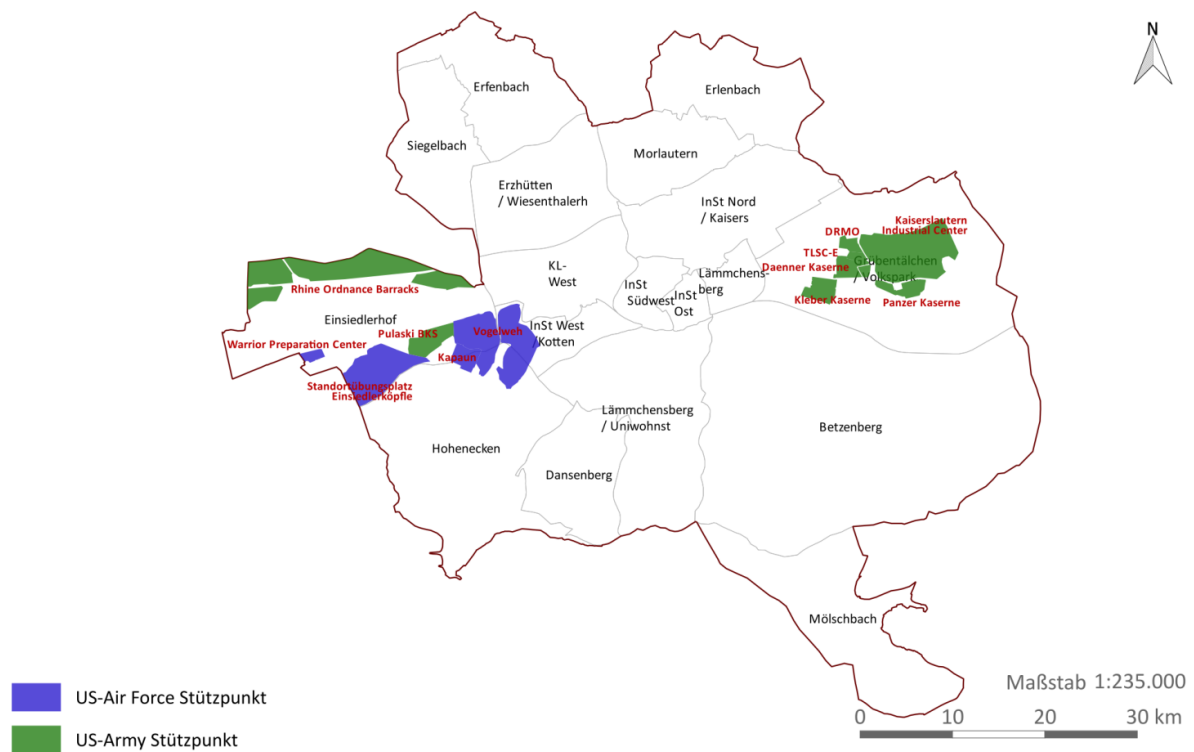 N
Erfenbach
Erlenbach
Siegelbach
Morlautern
Erzhütten
/ Wiesenthalerh
InSt Nord
/ Kaisers
Kaiserslautern
Industrial Center
DRMO
TLSC-E
Daenner Kaserne
Grübentälchen
/ Volkspark
KL-
West
Lämmchens-
berg
InSt
Südwest
InSt
Ost
Rhine Ordnance Barracks
Kleber Kaserne
Panzer Kaserne
Einsiedlerhof
Pulaski BKS
Vogelweh
InSt West
/Kotten
Warrior Preparation Center
Kapaun
Standortübungsplatz
Einsiedlerköpfle
Lämmchensberg
/ Uniwohnst
Betzenberg
Hohenecken
Dansenberg
Mölschbach
US-Air Force Stützpunkt
US-Army Stützpunkt
Maßstab 1:235.000
0 10 20 30 km